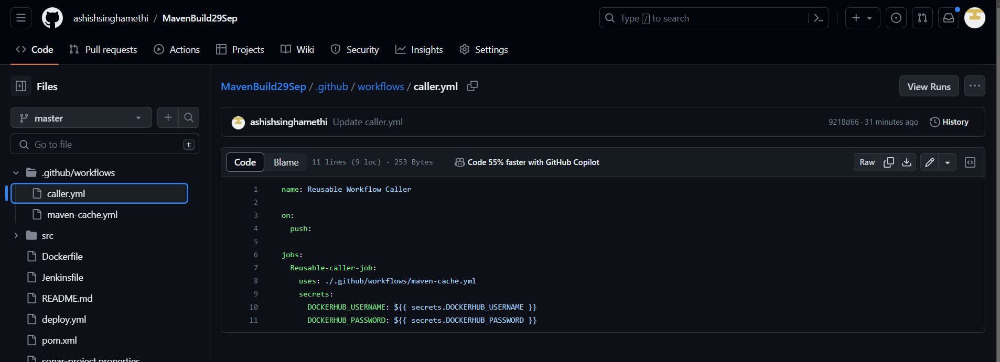 ashishsinghamethi / MavenBuild29Sep
Type / to search
Code Pull requests Actions Projects Wiki Security Insights Settings
Files
MavenBuild29Sep / .github / workflows / caller.yml
View Runs
master
ashishsinghamethi Update caller.yml
9218d66 · 31 minutes ago History
Go to file t
Code Blame 11 lines (9 loc) · 253 Bytes Code 55% faster with GitHub Copilot Raw
.github/workflows
caller.yml
maven-cache.yml
src
Dockerfile
Jenkinsfile
README.md
deploy.yml
pom.xml
sonar-project.properties
1 name: Reusable Workflow Caller
2
3 on:
4   push:
5
6 jobs:
7   Reusable-caller-job:
8     uses: ./.github/workflows/maven-cache.yml
9     secrets:
10       DOCKERHUB_USERNAME: ${{ secrets.DOCKERHUB_USERNAME }}
11       DOCKERHUB_PASSWORD: ${{ secrets.DOCKERHUB_PASSWORD }}